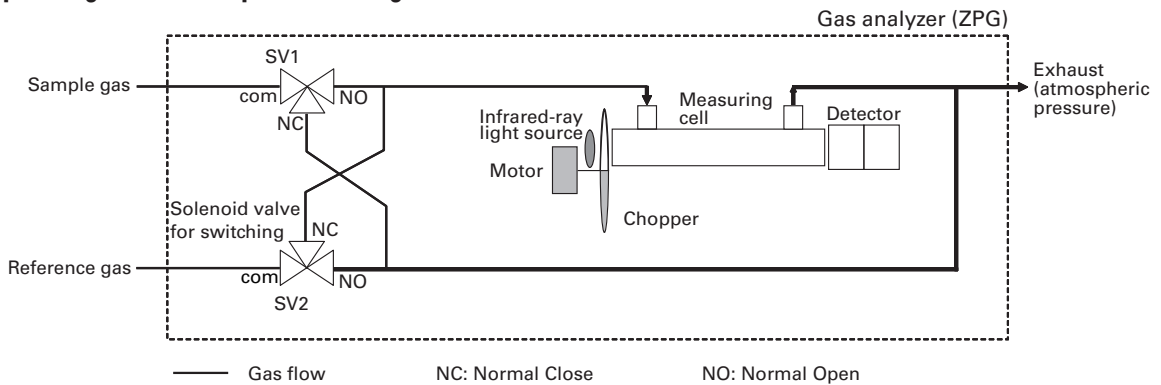 Gas analyzer (ZPG)
SV1
Sample gas
com
NO
NC
Exhaust
(atmospheric
pressure)
Infrared-ray
light source
Measuring
cell
Detector
Motor
Chopper
Solenoid valve
for switching
NC
Reference gas
com
NO
SV2
Gas flow
NC: Normal Close
NO: Normal Open